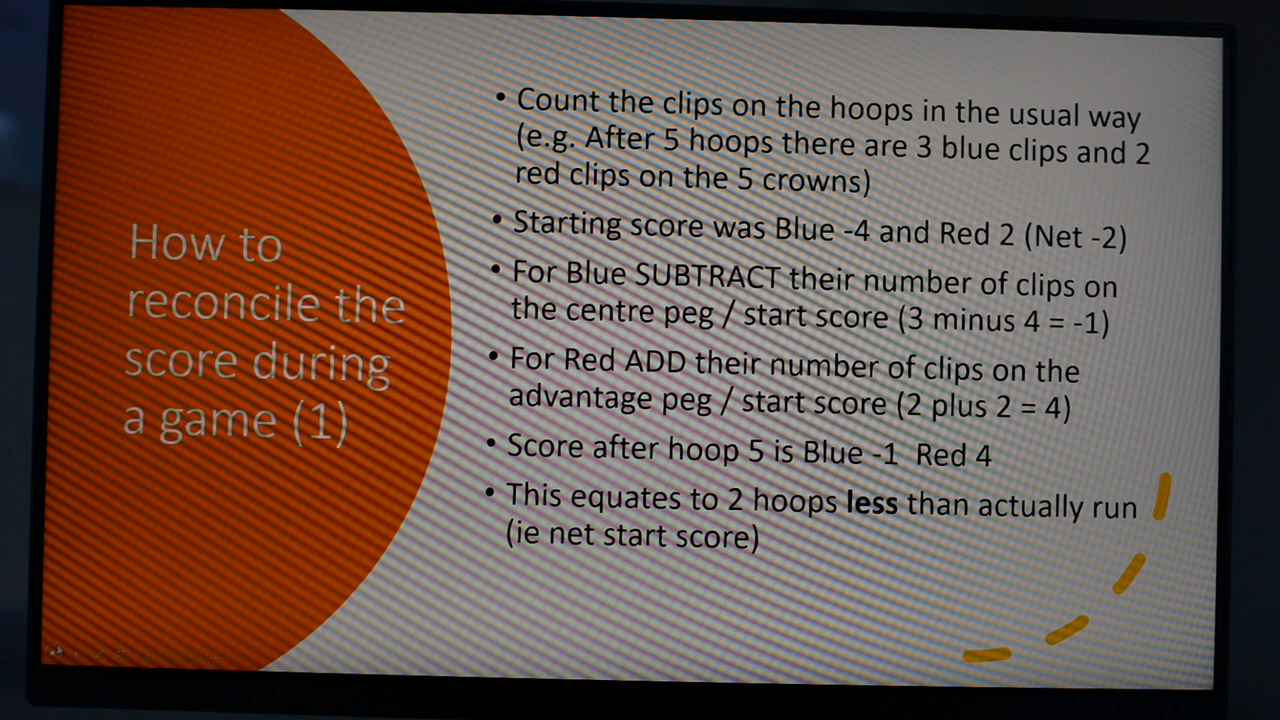 How to
reconcile the
score during
a game (1)
• Count the clips on the hoops in the usual way
(e.g. After 5 hoops there are 3 blue clips and 2
red clips on the 5 crowns)
• Starting score was Blue -4 and Red 2 (Net -2)
• For Blue SUBTRACT their number of clips on
the centre peg / start score (3 minus 4 = -1)
• For Red ADD their number of clips on the
advantage peg / start score (2 plus 2 = 4)
• Score after hoop 5 is Blue -1 Red 4
• This equates to 2 hoops less than actually run
(ie net start score)